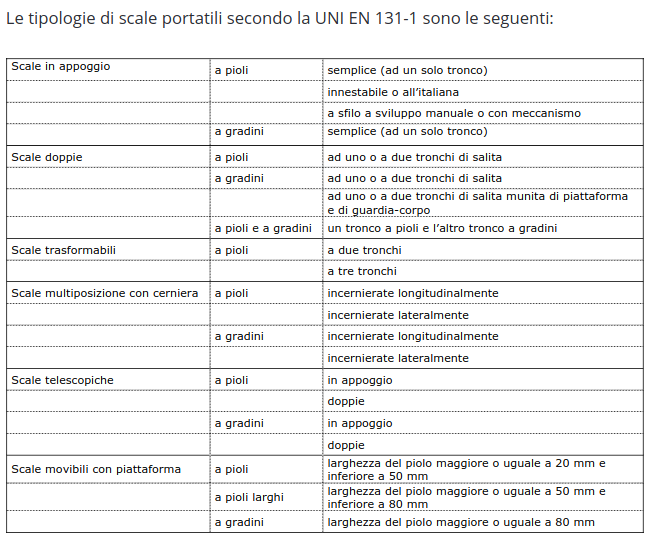 Le tipologie di scale portatili secondo la UNI EN 131-1 sono le seguenti:
Scale in appoggio a pioli semplice (ad un solo tronco)
innestabile o all’italiana
a sfilo a sviluppo manuale o con meccanismo
a gradini semplice (ad un solo tronco)
Scale doppie a pioli ad uno o a due tronchi di salita
a gradini ad uno o a due tronchi di salita
ad uno o a due tronchi di salita munita di piattaforma
e di guardia-corpo
a pioli e a gradini un tronco a pioli e l’altro tronco a gradini
Scale trasformabili a pioli a due tronchi
a tre tronchi
Scale multiposizione con cerniera a pioli incernierate longitudinalmente
incernierate lateralmente
a gradini incernierate longitudinalmente
incernierate lateralmente
Scale telescopiche a pioli in appoggio
doppie
a gradini in appoggio
doppie
Scale movibili con piattaforma a pioli larghezza del piolo maggiore o uguale a 20 mm e
inferiore a 50 mm
a pioli larghi larghezza del piolo maggiore o uguale a 50 mm e
inferiore a 80 mm
a gradini larghezza del piolo maggiore o uguale a 80 mm